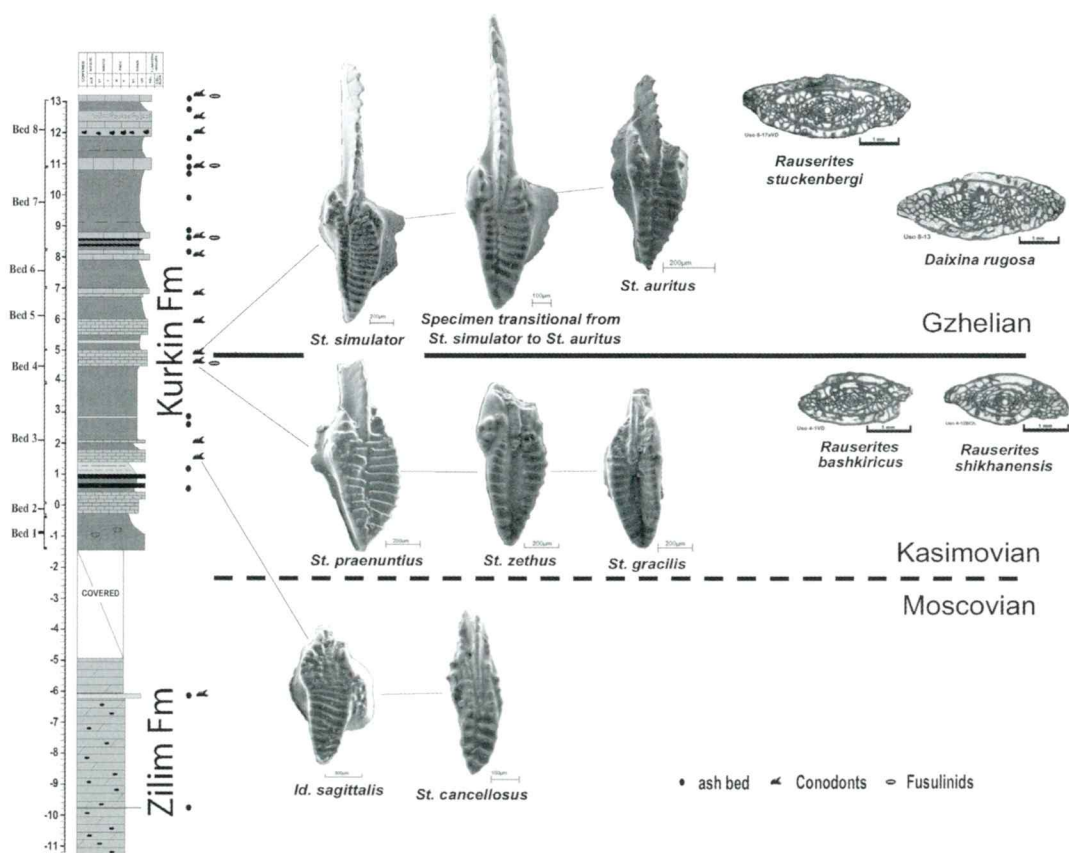 COVERED
13
12
11
10
9
8
7
6
5
4
3
2
1
0
-1
-2
-3
-4
-5
-6
-7
-8
-9
-10
-11
Bed 8
Bed 7
Bed 6
Bed 5
Bed 4
Bed 3
Bed 2
Bed 1
COVERED
Kurkin Fm
Zilim Fm
200µm
St. simulator
100µm
Specimen transitional from
St. simulator to St. auritus
200µm
St. auritus
1 mm
Rauserites
stuckenbergi
Uso 8-13
1 mm
Daixina rugosa
Gzhelian
200µm
St. praenuntius
200µm
St. zethus
200µm
St. gracilis
1 mm
Rauserites
bashkiricus
1 mm
Rauserites
shikhanensis
Kasimovian
Moscovian
Id. sagittalis
St. cancellosus
ash bed
Conodonts
Fusulinids